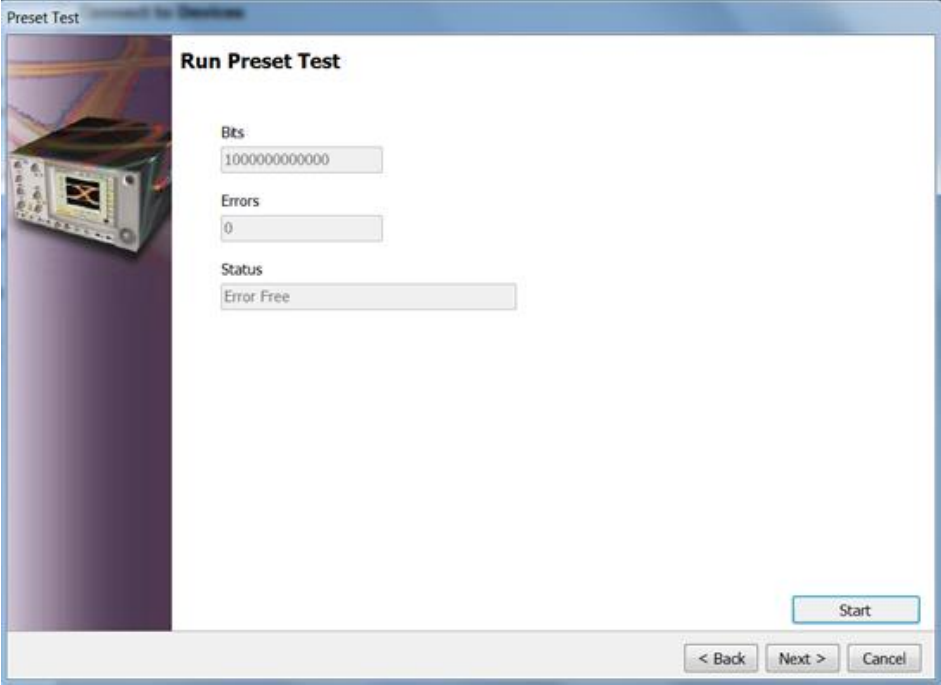 Preset Test
Run Preset Test
Bits
1000000000000
Errors
0
Status
Error Free
Start
< Back
Next >
Cancel